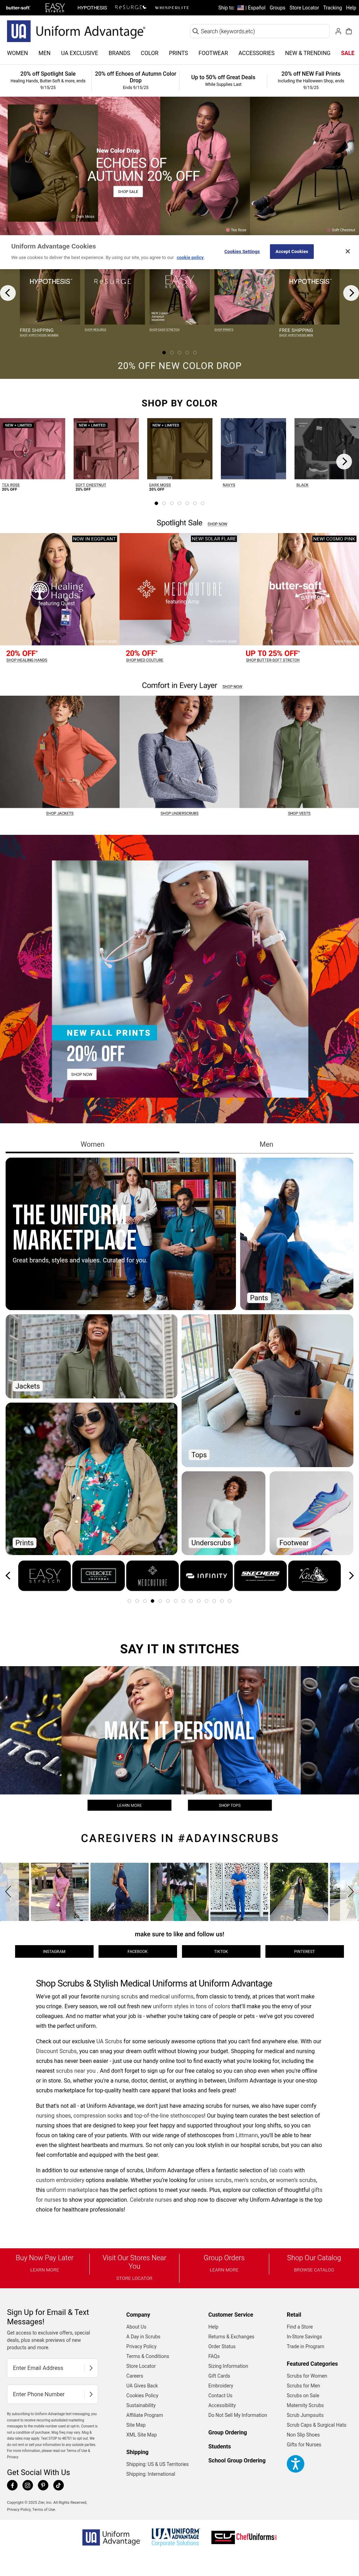 butter-soft
EASY STRETCH
HYPOTHESIS
RESURGE
WHISPERLITE
Ship to: | Español Groups Store Locator Tracking Help
UA Uniform Advantage
Search (keywords,etc)
WOMEN MEN UA EXCLUSIVE BRANDS COLOR PRINTS FOOTWEAR ACCESSORIES NEW & TRENDING SALE
20% off Spotlight Sale
Healing Hands, Butter-Soft & more, ends 9/15/25
20% off Echoes of Autumn Color Drop
Ends 9/15/25
Up to 50% off Great Deals
While Supplies Last
20% off NEW Fall Prints
Including the Halloween Shop, ends 9/15/25
New Color Drop
ECHOES OF
AUTUMN 20% OFF
SHOP SALE
Dark Moss
Tea Rose
Soft Chestnut
Uniform Advantage Cookies
We use cookies to deliver the best experience. By using our site, you agree to our cookie policy
Cookies Settings
Accept Cookies
HYPOTHESIS
RESURGE
EASY STRETCH
HYPOTHESIS
FREE SHIPPING
SHOP HYPOTHESIS WOMEN
SHOP RESURGE
SHOP EASY STRETCH
SHOP PRINTS
FREE SHIPPING
SHOP HYPOTHESIS MEN
20% OFF NEW COLOR DROP
SHOP BY COLOR
NEW + LIMITED
NEW + LIMITED
NEW + LIMITED
TEA ROSE
20% OFF
SOFT CHESTNUT
20% OFF
DARK MOSS
20% OFF
NAVY5
BLACK
Spotlight Sale SHOP NOW
NOW IN EGGPLANT
Healing Hands
featuring Quest
20% OFF*
SHOP HEALING HANDS
NEW! SOLAR FLARE
MEDCOUTURE
featuring Amp
20% OFF*
SHOP MED COUTURE
NEW! COSMO PINK
butter-soft
STRETCH
UP TO 25% OFF*
SHOP BUTTER-SOFT STRETCH
Comfort in Every Layer SHOP NOW
SHOP JACKETS
SHOP UNDERSCRUBS
SHOP VESTS
NEW FALL PRINTS
20% OFF
SHOP NOW
Women
Men
THE UNIFORM
MARKETPLACE
Great brands, styles and values. Curated for you.
Pants
Jackets
Tops
Prints
Underscrubs
Footwear
EASY STRETCH
CHEROKEE UNIFORMS
MEDCOUTURE
INFINITY
SKECHERS
Koi
SAY IT IN STITCHES
MAKE IT PERSONAL
LEARN MORE
SHOP TOPS
CAREGIVERS IN #ADAYINSCRUBS
make sure to like and follow us!
INSTAGRAM
FACEBOOK
TIKTOK
PINTEREST
Shop Scrubs & Stylish Medical Uniforms at Uniform Advantage
We've got all your favorite nursing scrubs and medical uniforms, from classic to trendy, at prices that won't make
you cringe. Every season, we roll out fresh new uniform styles in tons of colors that'll make you the envy of your
colleagues. And no matter what you need, from uniforms and accessories to pants - we've got you covered
with the perfect uniform.
Check out our exclusive UA Scrubs for some seriously awesome options that you can't find anywhere else. With our
Discount Scrubs, you can snag your dream outfit without blowing your budget. Shopping for medical and nursing
scrubs has never been easier - just use our handy online tool to find exactly what you're looking for, including the
nearest scrubs near you . And don't forget to sign up for our free catalog to shop from home even when you're offline
or in store. So, whether you're a nurse, doctor, dentist, or anything in between, Uniform Advantage is your one-stop
scrubs marketplace for top-quality health care apparel that looks and feels great!
But that's not all - at Uniform Advantage, we don't just have amazing scrubs for nurses, we also have super comfy
nursing shoes, compression socks and top-of-the-line stethoscopes! Our buying team curates the best selection of
nursing shoes that are designed to keep your feet happy and supported throughout your long shifts, so you can
focus on taking care of your patients. With our wide range of stethoscopes from Littmann, you'll be able to hear
even the faintest heartbeats and murmurs. So not only can you look stylish in our hospital scrubs, but you can also
feel comfortable and equipped with the best gear.
In addition to our extensive range of scrubs, Uniform Advantage offers a fantastic selection of lab coats with
custom embroidery options available. Whether you're looking for unisex scrubs, men's scrubs, or women's scrubs,
this uniform marketplace has the perfect options to meet your needs. Plus, explore our collection of thoughtful gifts
for nurses to show your appreciation. Celebrate nurses and shop now to discover why Uniform Advantage is the top
choice for healthcare professionals!
Buy Now Pay Later
LEARN MORE
Visit Our Stores Near You
STORE LOCATOR
Group Orders
LEARN MORE
Shop Our Catalog
BROWSE CATALOG
Sign Up for Email & Text Messages!
Get access to exclusive offers, special deals, plus sneak previews of new products and more.
Enter Email Address
Enter Phone Number
Get Social With Us
Privacy Policy, Terms of Use.
Company
About Us
A Day in Scrubs
Privacy Policy
Terms & Conditions
Store Locator
Careers
UA Gives Back
Cookies Policy
Sustainability
Affiliate Program
Site Map
XML Site Map
Shipping
Shipping: US & US Territories
Shipping: International
Customer Service
Help
Returns & Exchanges
Order Status
FAQs
Sizing Information
Gift Cards
Embroidery
Contact Us
Accessibility
Do Not Sell My Information
Group Ordering
Students
School Group Ordering
Retail
Find a Store
In-Store Savings
Trade in Program
Featured Categories
Scrubs for Women
Scrubs for Men
Scrubs on Sale
Maternity Scrubs
Scrub Jumpsuits
Scrub Caps & Surgical Hats
Non Slip Shoes
Gifts for Nurses
UA Uniform Advantage
UA UNIFORM ADVANTAGE Corporate Solutions
CU ChefUniforms.com